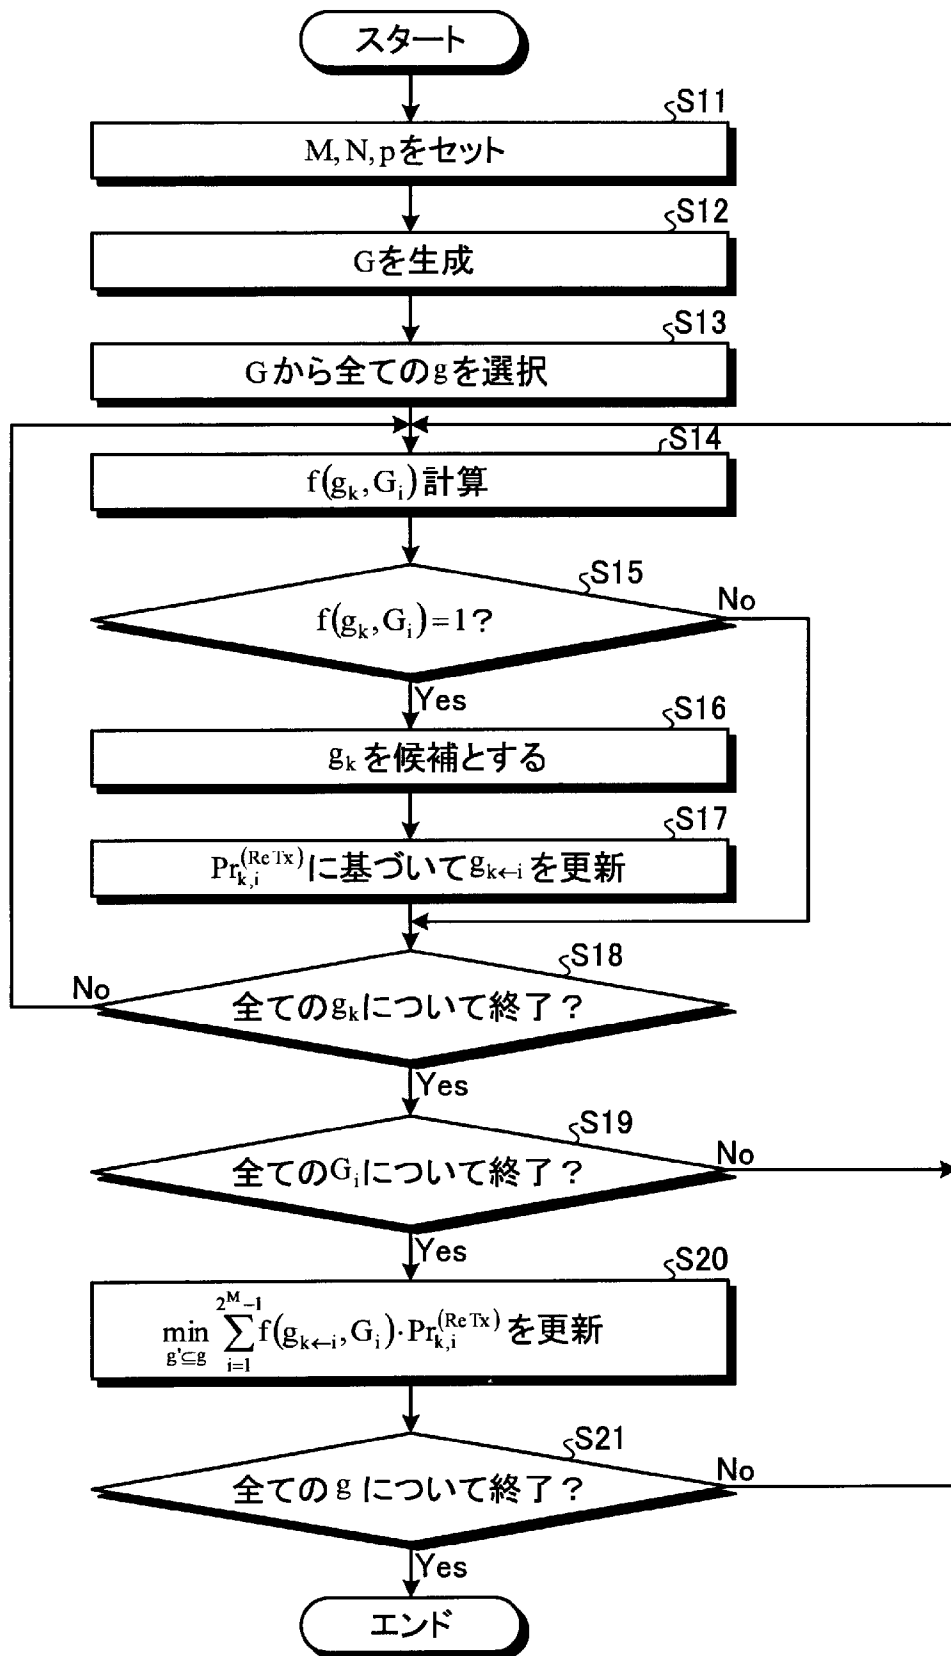 スタート
S11
M, N, pをセット
S12
Gを生成
S13
Gから全てのgを選択
S14
f(g_k, G_i)計算
S15
f(g_k, G_i)=1?
No
Yes
S16
g_kを候補とする
S17
Pr_{k,i}^{(ReTx)}に基づいてg_{k←i}を更新
S18
No
全てのg_kについて終了?
Yes
S19
全てのG_iについて終了?
No
Yes
S20
min_{g'⊆g} ∑_{i=1}^{2^M-1} f(g_{k←i}, G_i)·Pr_{k,i}^{(ReTx)}を更新
S21
全てのgについて終了?
No
Yes
エンド